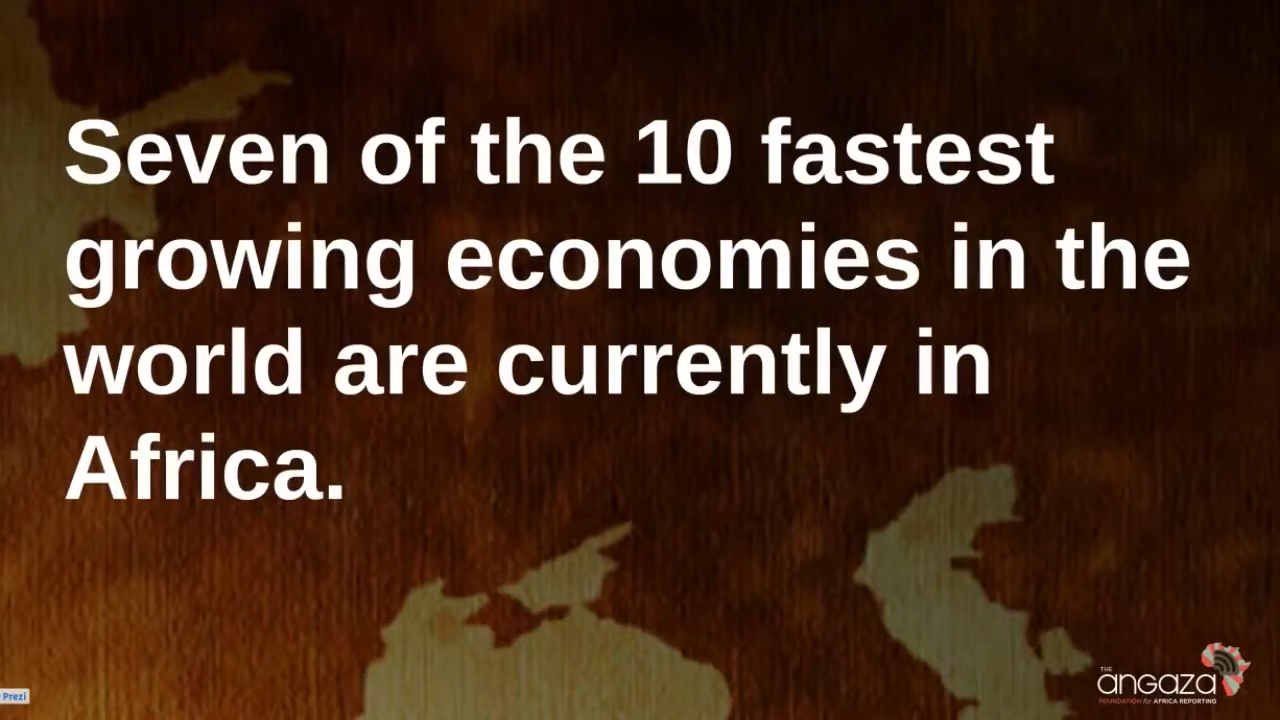 Seven of the 10 fastest
growing economies in the
world are currently in
Africa.
Prezi
THE
angaza
FOUNDATION for AFRICA REPORTING